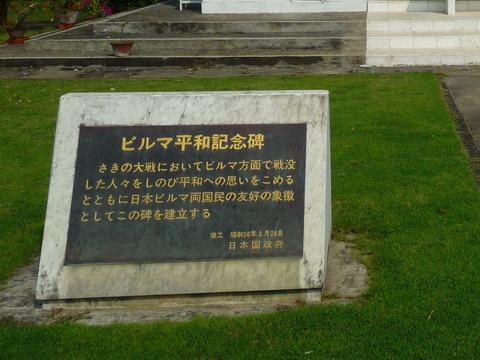 ビルマ平和記念碑
さきの大戦においてビルマ方面で戦没
した人々をしのび平和への思いをこめる
とともに日本ビルマ両国民の友好の象徴
としてこの碑を建立する
竣工 昭和56年3月28日
日本国政府